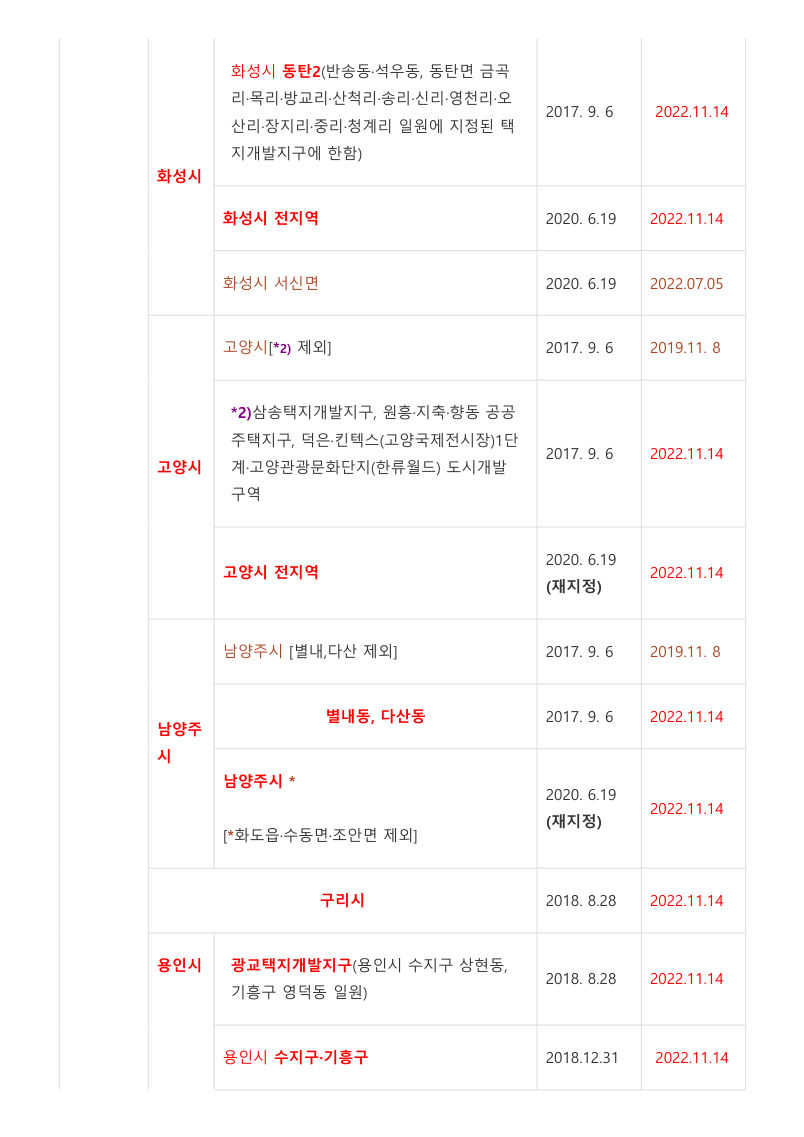 화성시
화성시 동탄2(반송동·석우동, 동탄면 금곡
리·목리·방교리·산척리·송리·신리·영천리·오
산리·장지리·중리·청계리 일원에 지정된 택
지개발지구에 한함)
2017. 9. 6
2022.11.14
화성시 전지역
2020. 6.19
2022.11.14
화성시 서신면
2020. 6.19
2022.07.05
고양시
고양시[*2) 제외]
2017. 9. 6
2019.11. 8
*2)삼송택지개발지구, 원흥·지축·향동 공공
주택지구, 덕은·킨텍스(고양국제전시장)1단
계·고양관광문화단지(한류월드) 도시개발
구역
2017. 9. 6
2022.11.14
고양시 전지역
2020. 6.19
(재지정)
2022.11.14
남양주
시
남양주시 [별내,다산 제외]
2017. 9. 6
2019.11. 8
별내동, 다산동
2017. 9. 6
2022.11.14
남양주시 *
[*화도읍·수동면·조안면 제외]
2020. 6.19
(재지정)
2022.11.14
구리시
2018. 8.28
2022.11.14
용인시
광교택지개발지구(용인시 수지구 상현동,
기흥구 영덕동 일원)
2018. 8.28
2022.11.14
용인시 수지구·기흥구
2018.12.31
2022.11.14